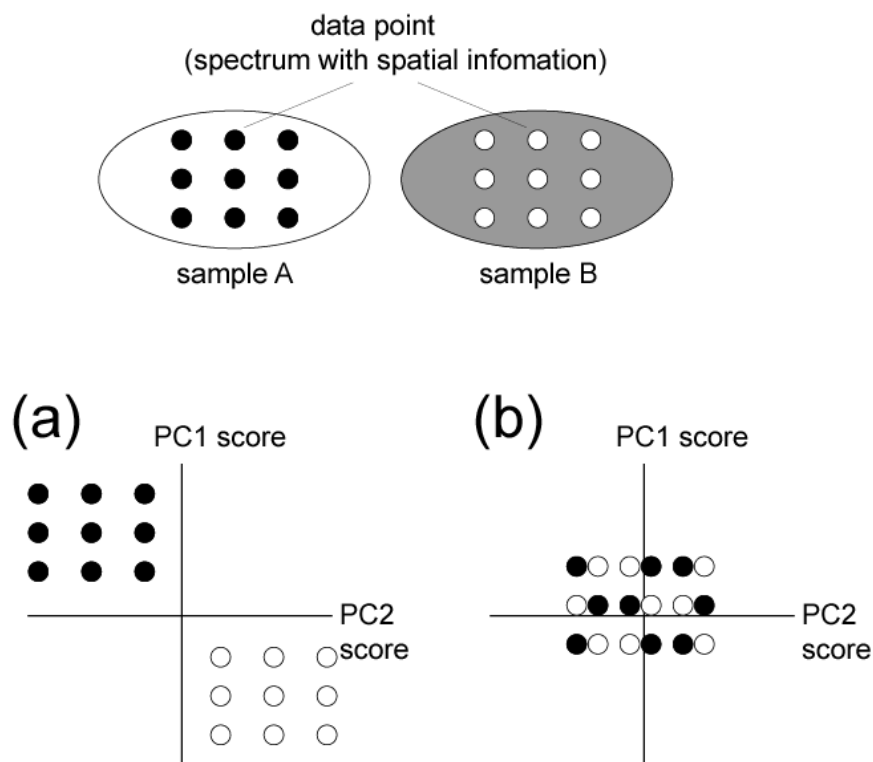 data point
(spectrum with spatial infomation)
sample A
sample B
(a)
PC1 score
PC2
score
(b)
PC1 score
PC2
score